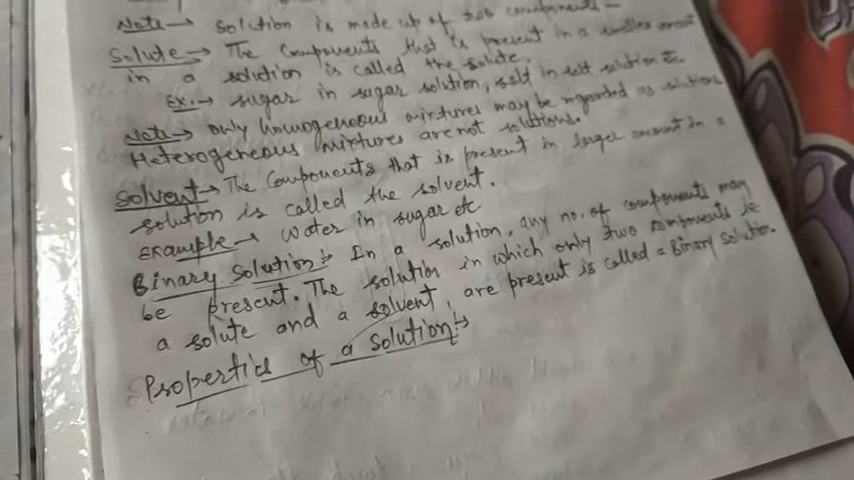 Note → solution is made up of two components -
Solute → The Components that is present in a smaller amount
in a solution is called the solute.
Ex. → sugar in sugar solution, salt in salt solution etc.
Note → only homogeneous mixtures may be regarded as solutions
Heterogeneous mixtures are not solutions.
Solvent → The Components that is present in larger amount in a
solution is called the solvent.
Example → Water in sugar etc
Binary solution :- In a solution, any no. of components may
be present. The solution in which only two components ie
a solute and a solvent, are present is called a Binary solution.
Properties of a solution :→